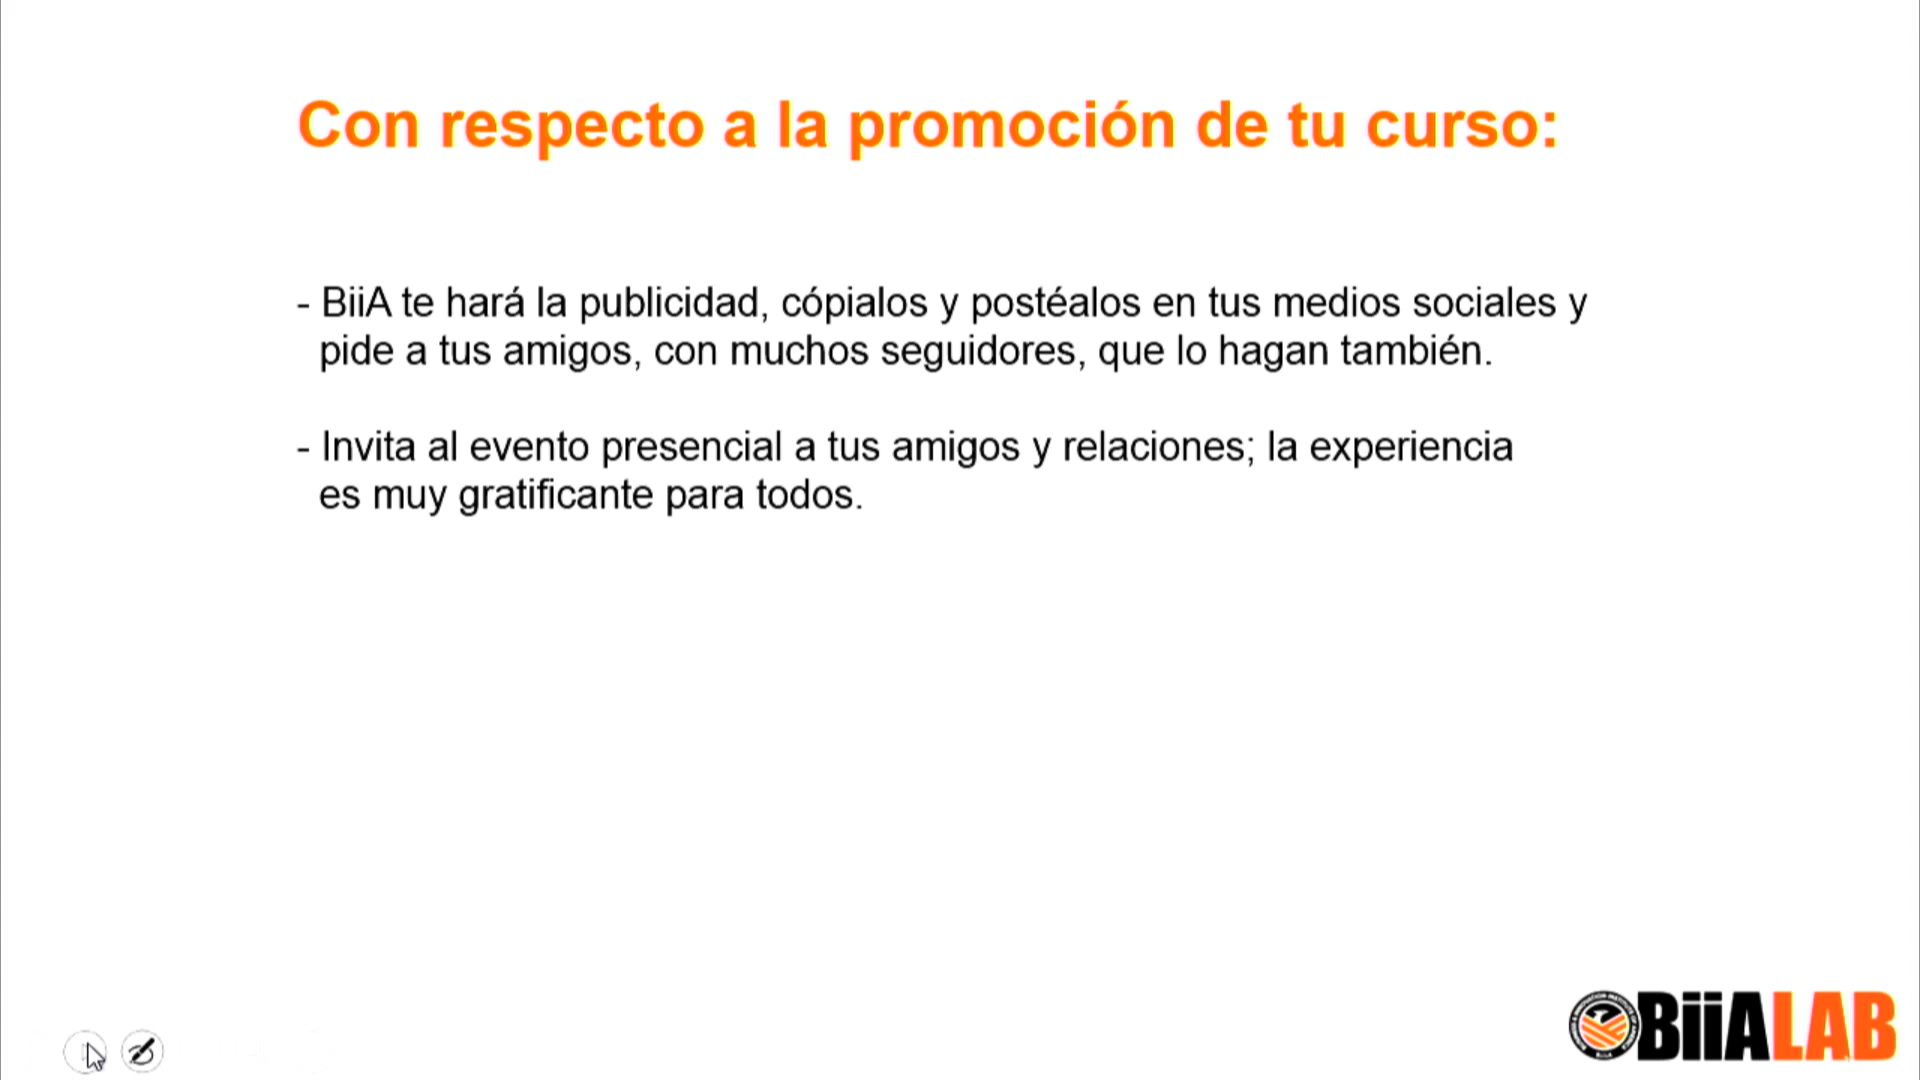 Con respecto a la promoción de tu curso:
- BiiA te hará la publicidad, cópialos y postéalos en tus medios sociales y
pide a tus amigos, con muchos seguidores, que lo hagan también.
- Invita al evento presencial a tus amigos y relaciones; la experiencia
es muy gratificante para todos.
BiiALAB